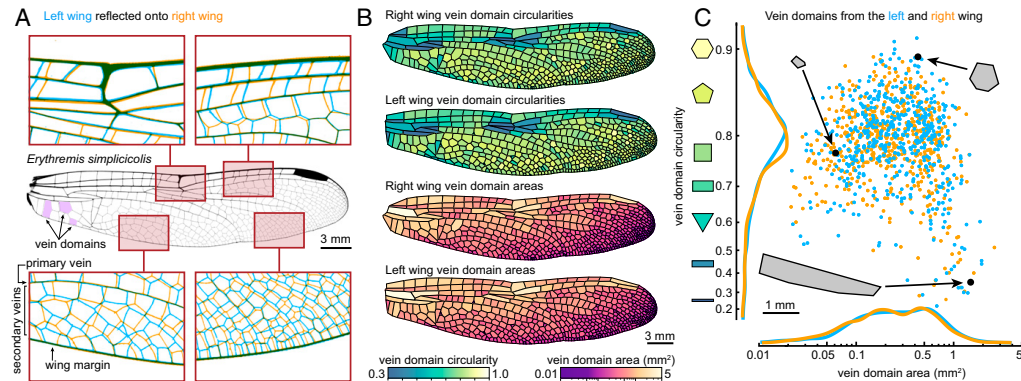 A
Left wing reflected onto right wing
Erythremis simplicicolis
vein domains
3 mm
primary vein
secondary veins
wing margin
B
Right wing vein domain circularities
Left wing vein domain circularities
Right wing vein domain areas
Left wing vein domain areas
3 mm
vein domain circularity
0.3
1.0
vein domain area (mm²)
0.01
5
C
Vein domains from the left and right wing
vein domain circularity
0.9
0.8
0.7
0.6
0.5
0.4
0.3
0.2
1 mm
0.01
0.05
0.1
0.5
1
5
vein domain area (mm²)